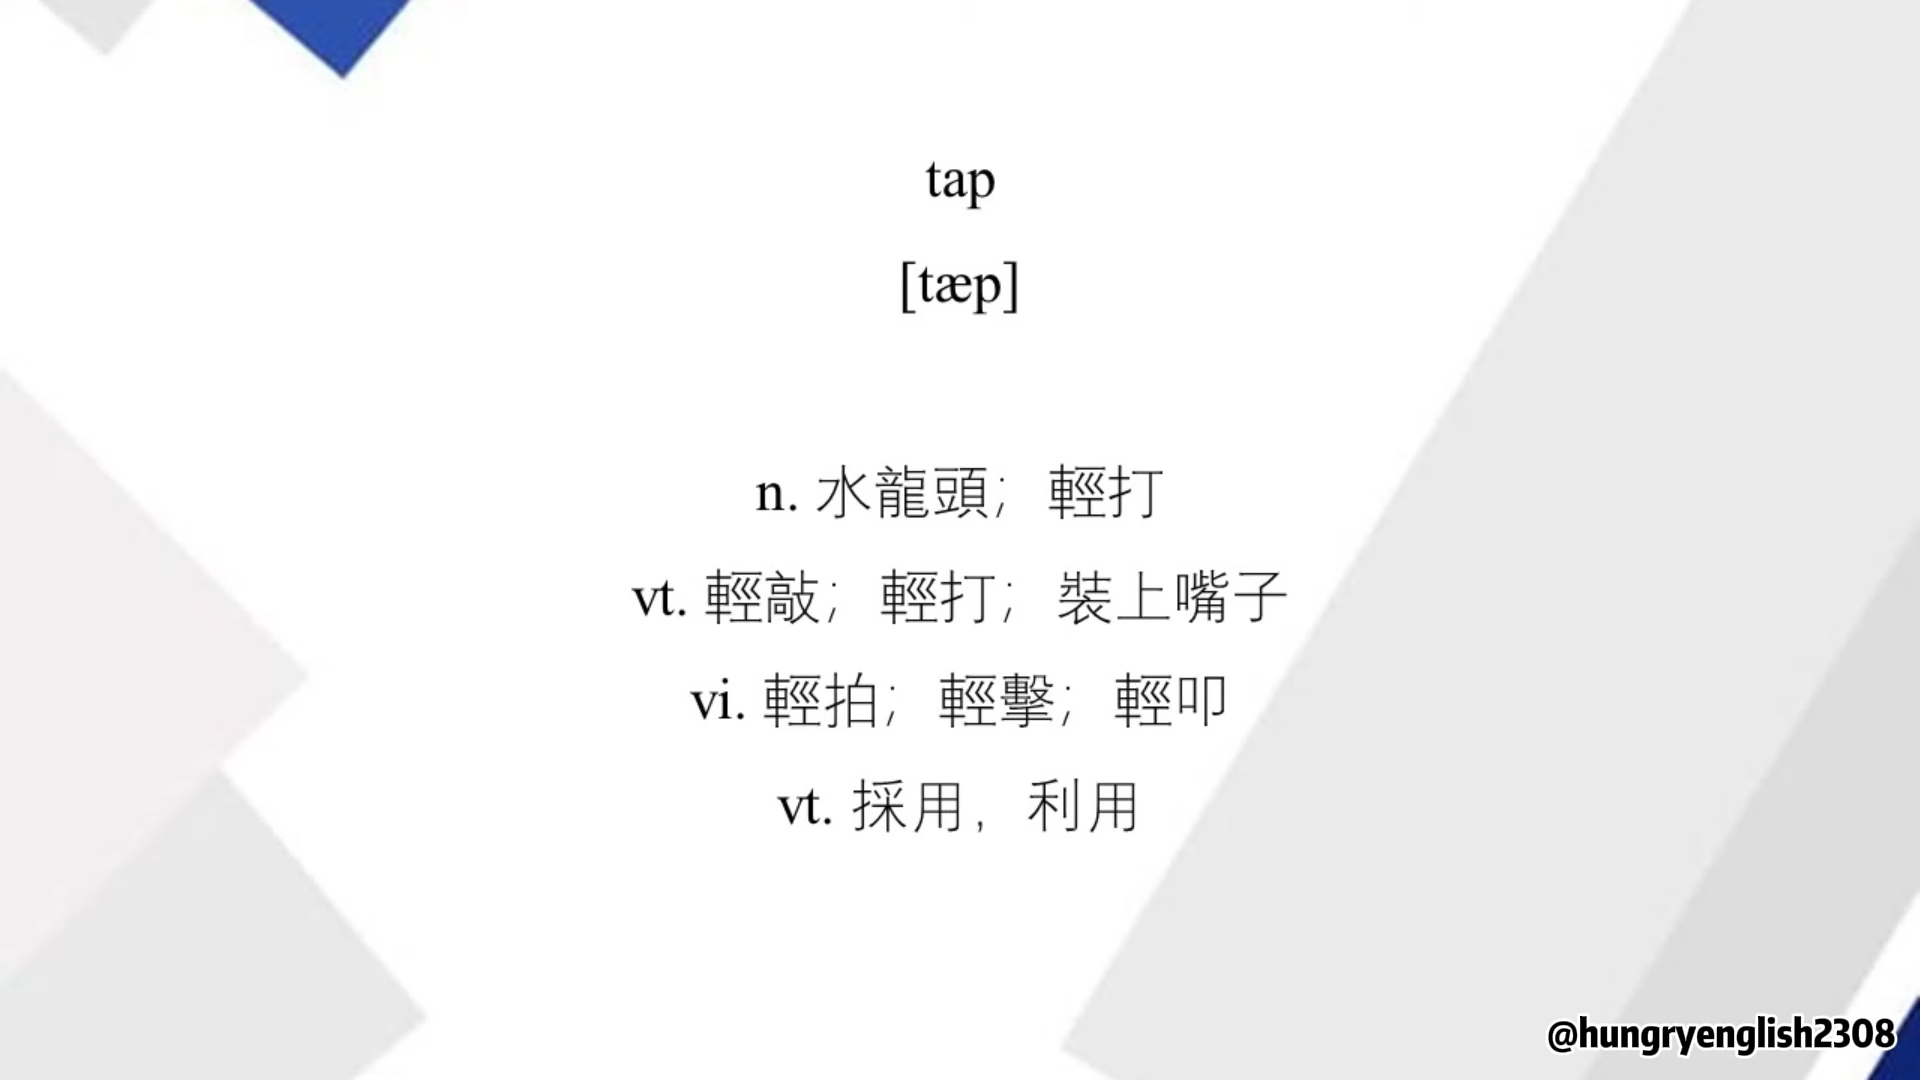 tap
[tæp]
n. 水龍頭；輕打
vt. 輕敲；輕打；裝上嘴子
vi. 輕拍；輕擊；輕叩
vt. 採用，利用
@hungryenglish2308